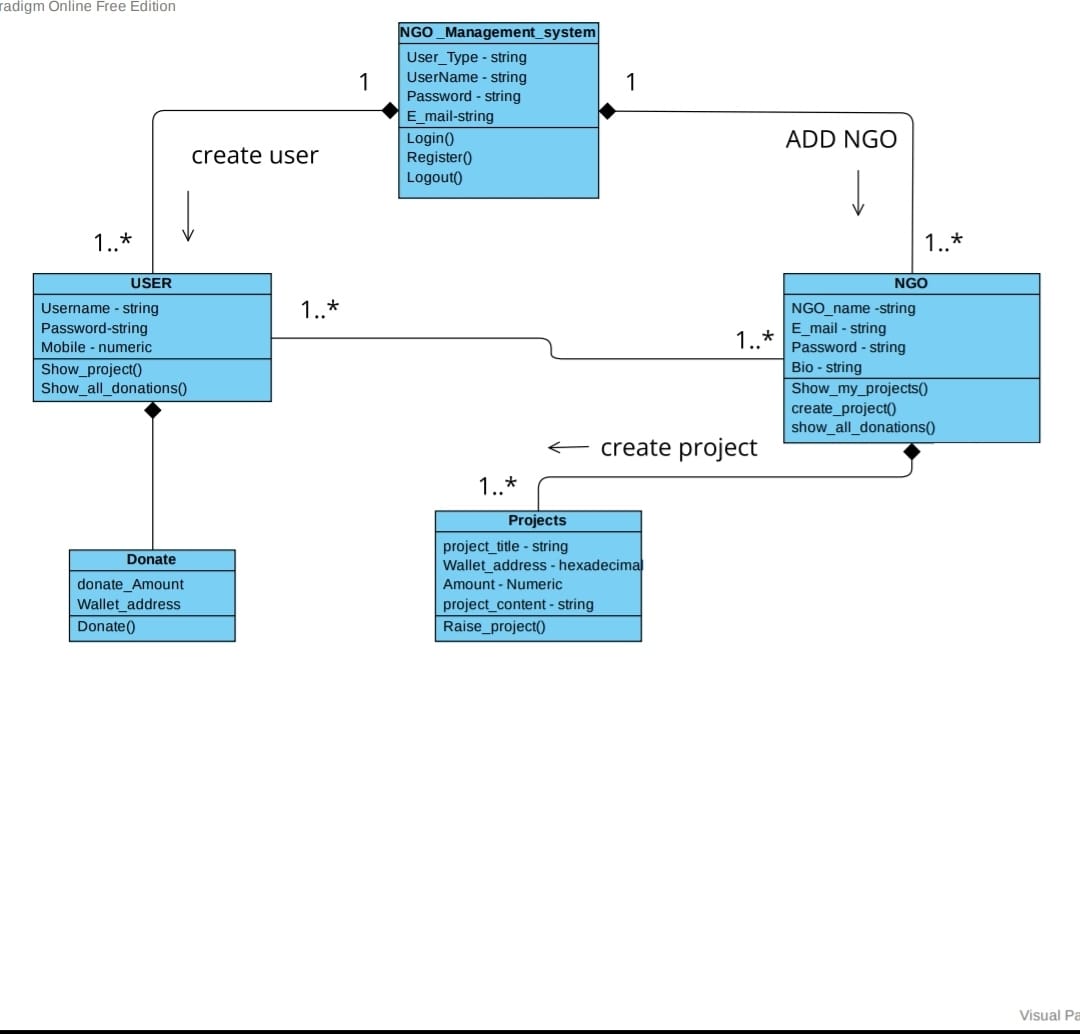 radigm Online Free Edition
NGO_Management_system
User_Type - string
UserName - string
Password - string
E_mail-string
Login()
Register()
Logout()
1
1
create user
ADD NGO
1..*
1..*
USER
Username - string
Password-string
Mobile - numeric
Show_project()
Show_all_donations()
1..*
1..*
NGO
NGO_name -string
E_mail - string
Password - string
Bio - string
Show_my_projects()
create_project()
show_all_donations()
create project
1..*
Donate
donate_Amount
Wallet_address
Donate()
Projects
project_title - string
Wallet_address - hexadecimal
Amount - Numeric
project_content - string
Raise_project()
Visual Pa